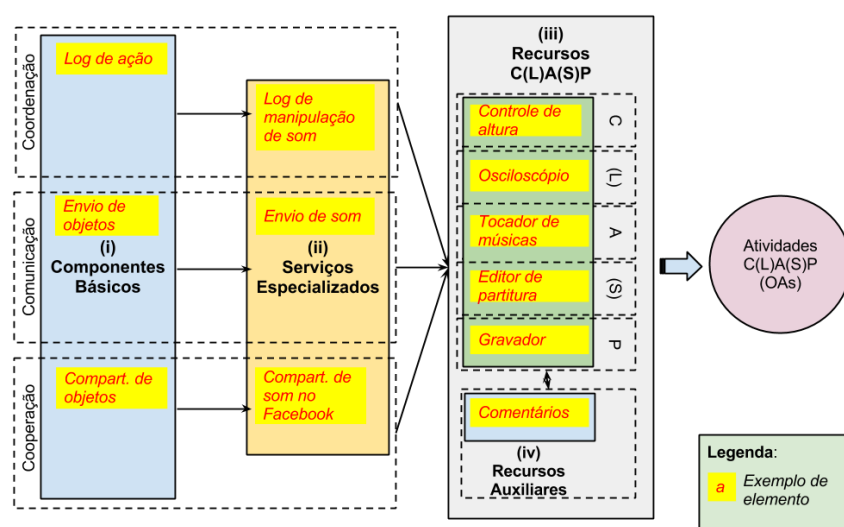 Coordenação
Log de ação
Log de
manipulação
de som
Comunicação
Envio de
objetos
(i)
Componentes
Básicos
Envio de som
(ii)
Serviços
Especializados
Cooperação
Compart. de
objetos
Compart. de
som no
Facebook
(iii)
Recursos
C(L)A(S)P
Controle de
altura
C
Osciloscópio
(L)
Tocador de
músicas
A
Editor de
partitura
(S)
Gravador
P
Comentários
(iv)
Recursos
Auxiliares
Atividades
C(L)A(S)P
(OAs)
Legenda:
a
Exemplo de
elemento